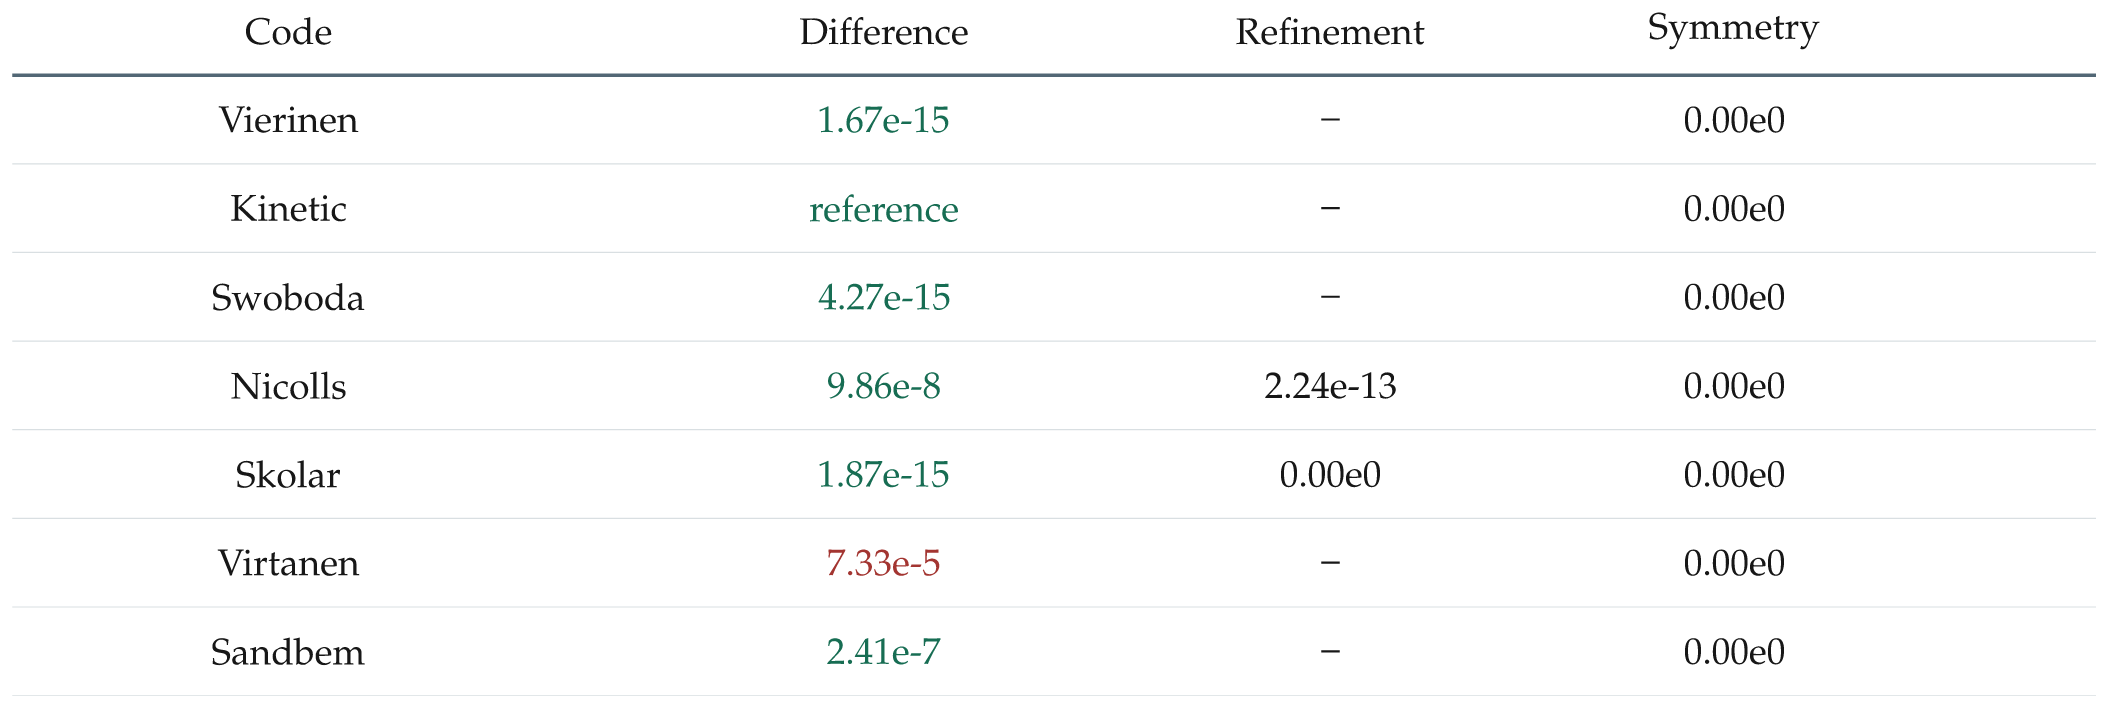 Code Difference Refinement Symmetry
Vierinen 1.67e-15 – 0.00e0
Kinetic reference – 0.00e0
Swoboda 4.27e-15 – 0.00e0
Nicolls 9.86e-8 2.24e-13 0.00e0
Skolar 1.87e-15 0.00e0 0.00e0
Virtanen 7.33e-5 – 0.00e0
Sandbem 2.41e-7 – 0.00e0